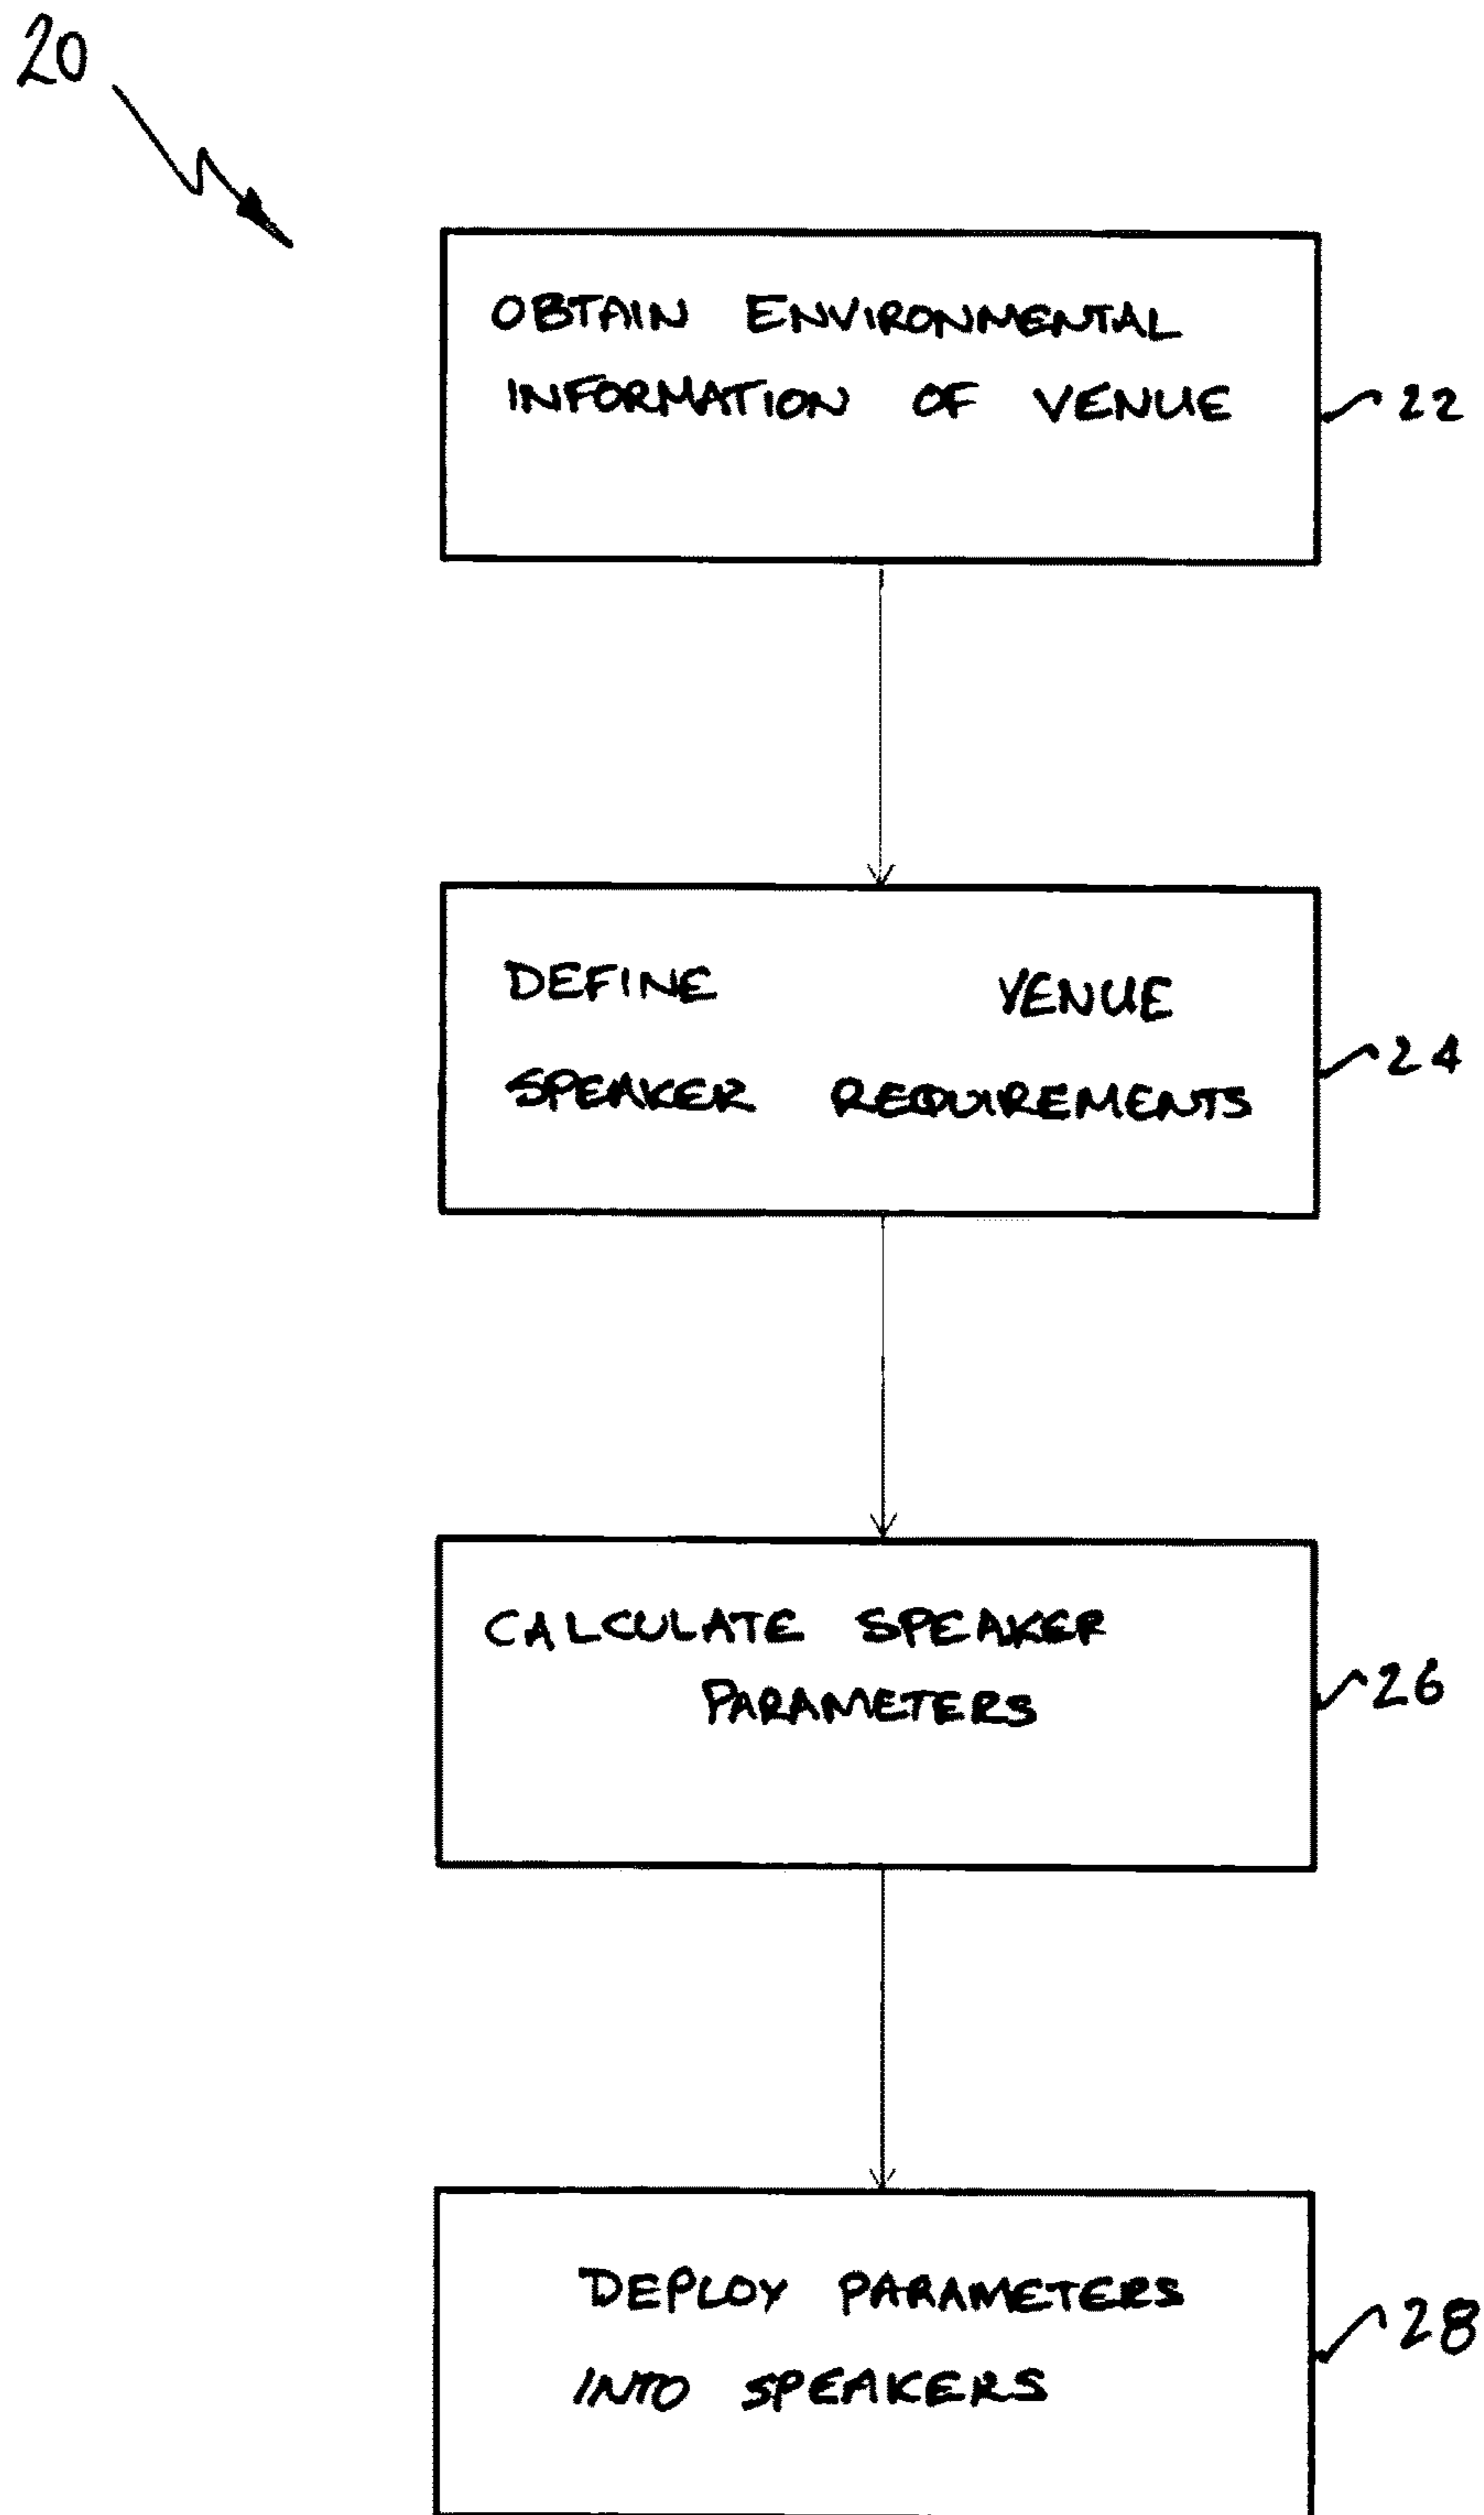 20
OBTAIN ENVIRONMENTAL
INFORMATION OF VENUE
22
DEFINE VENUE
SPEAKER REQUIREMENTS
24
CALCULATE SPEAKER
PARAMETERS
26
DEPLOY PARAMETERS
INTO SPEAKERS
28